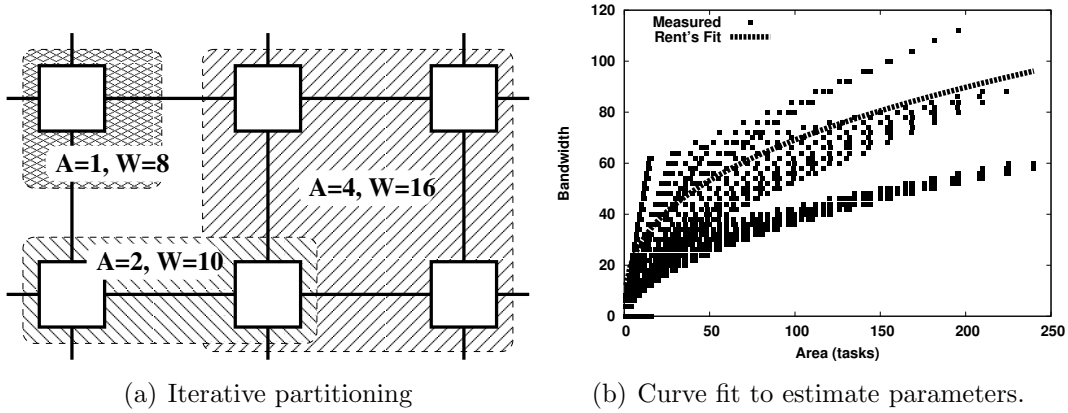 A=1, W=8
A=4, W=16
A=2, W=10
(a) Iterative partitioning
120
100
80
60
40
20
0
Bandwidth
Measured
Rent's Fit
0 50 100 150 200 250
Area (tasks)
(b) Curve fit to estimate parameters.